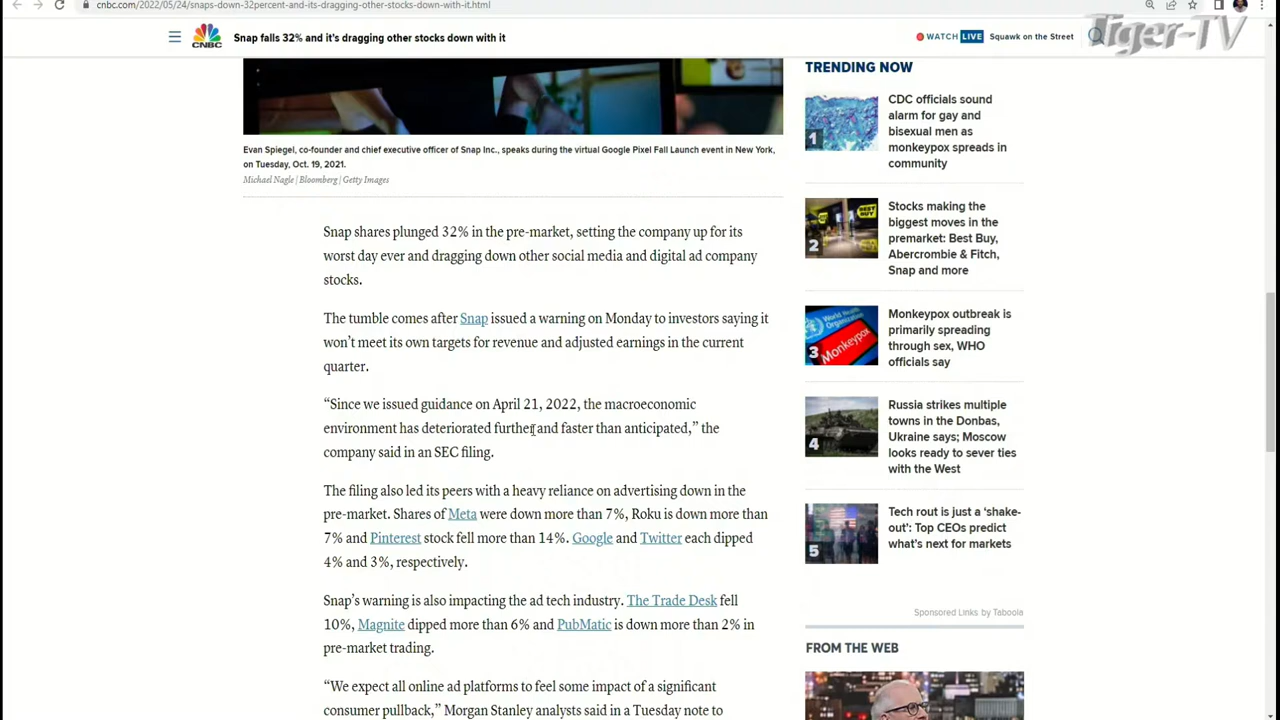 cnbc.com/2022/05/24/snaps-down-32percent-and-its-dragging-other-stocks-down-with-it.html
CNBC
Snap falls 32% and it's dragging other stocks down with it
WATCH LIVE Squawk on the Street
Tiger-TV
Evan Spiegel, co-founder and chief executive officer of Snap Inc., speaks during the virtual Google Pixel Fall Launch event in New York,
on Tuesday, Oct. 19, 2021.
Michael Nagle | Bloomberg | Getty Images
Snap shares plunged 32% in the pre-market, setting the company up for its
worst day ever and dragging down other social media and digital ad company
stocks.
The tumble comes after Snap issued a warning on Monday to investors saying it
won’t meet its own targets for revenue and adjusted earnings in the current
quarter.
“Since we issued guidance on April 21, 2022, the macroeconomic
environment has deteriorated further and faster than anticipated,” the
company said in an SEC filing.
The filing also led its peers with a heavy reliance on advertising down in the
pre-market. Shares of Meta were down more than 7%, Roku is down more than
7% and Pinterest stock fell more than 14%. Google and Twitter each dipped
4% and 3%, respectively.
Snap’s warning is also impacting the ad tech industry. The Trade Desk fell
10%, Magnite dipped more than 6% and PubMatic is down more than 2% in
pre-market trading.
“We expect all online ad platforms to feel some impact of a significant
consumer pullback,” Morgan Stanley analysts said in a Tuesday note to
TRENDING NOW
1
CDC officials sound
alarm for gay and
bisexual men as
monkeypox spreads in
community
BEST BUY
2
Stocks making the
biggest moves in the
premarket: Best Buy,
Abercrombie & Fitch,
Snap and more
World Health
Organization
Monkeypox
3
Monkeypox outbreak is
primarily spreading
through sex, WHO
officials say
4
Russia strikes multiple
towns in the Donbas,
Ukraine says; Moscow
looks ready to sever ties
with the West
5
Tech rout is just a ‘shake-
out’: Top CEOs predict
what’s next for markets
Sponsored Links by Taboola
FROM THE WEB